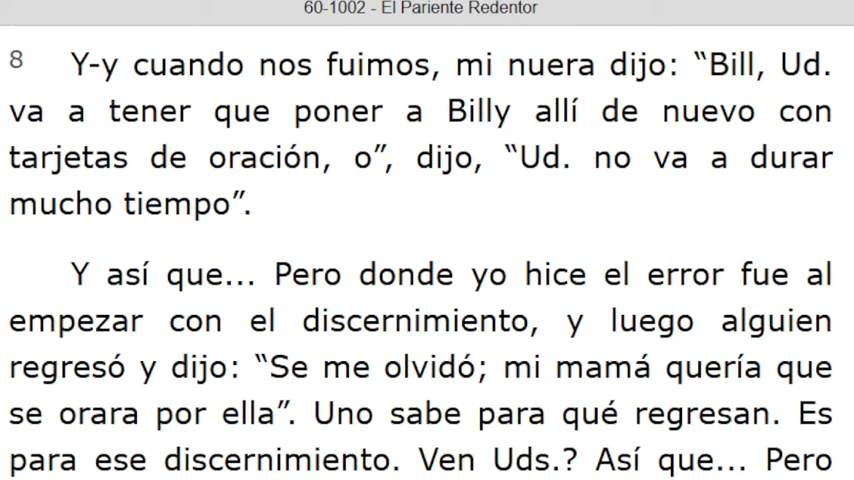 60-1002 - El Pariente Redentor
8 Y-y cuando nos fuimos, mi nuera dijo: “Bill, Ud.
va a tener que poner a Billy allí de nuevo con
tarjetas de oración, o”, dijo, “Ud. no va a durar
mucho tiempo”.
Y así que... Pero donde yo hice el error fue al
empezar con el discernimiento, y luego alguien
regresó y dijo: “Se me olvidó; mi mamá quería que
se orara por ella”. Uno sabe para qué regresan. Es
para ese discernimiento. Ven Uds.? Así que... Pero